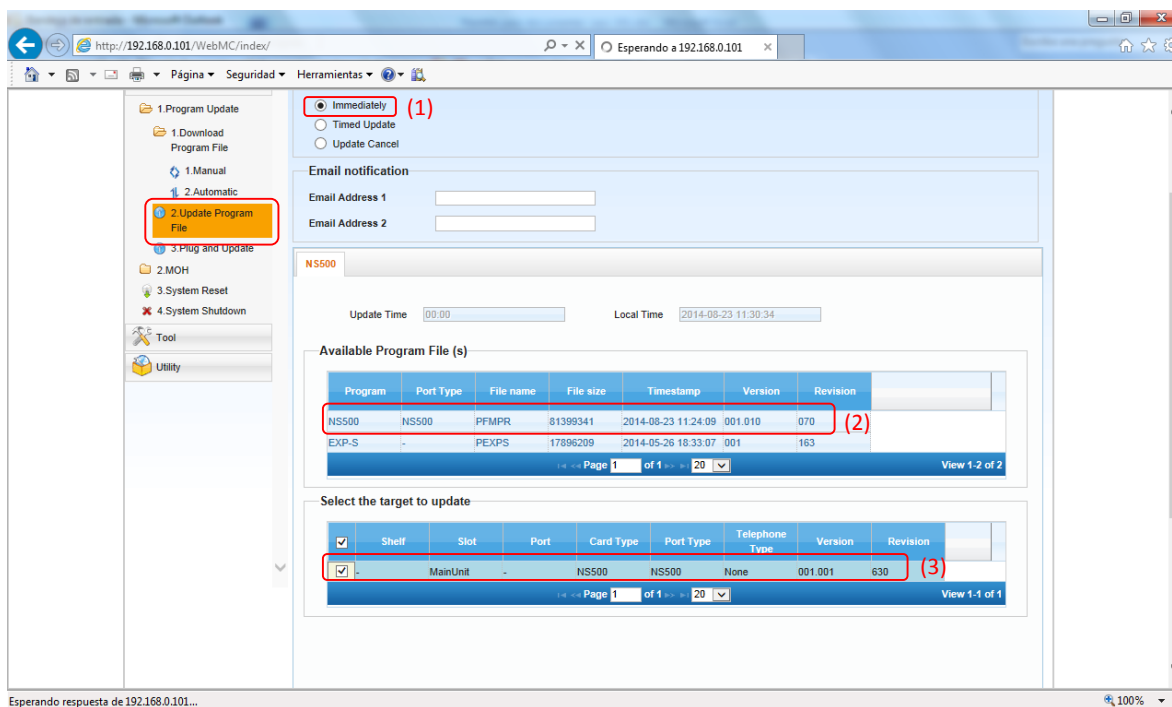 http://192.168.0.101/WebMC/index/
Esperando a 192.168.0.101
Página Seguridad Herramientas
1.Program Update
1.Download Program File
1.Manual
2.Automatic
2.Update Program File
3.Plug and Update
2.MOH
3.System Reset
4.System Shutdown
Tool
Utility
Immediately (1)
Timed Update
Update Cancel
Email notification
Email Address 1
Email Address 2
NS500
Update Time 00:00 Local Time 2014-08-23 11:30:34
Available Program File (s)
Program Port Type File name File size Timestamp Version Revision
NS500 NS500 PFMPR 81399341 2014-08-23 11:24:09 001.010 070 (2)
EXP-S - PEXPS 17896209 2014-05-26 18:33:07 001 163
Page 1 of 1 20 View 1-2 of 2
Select the target to update
Shelf Slot Port Card Type Port Type Telephone Type Version Revision
- MainUnit - NS500 NS500 None 001.001 630 (3)
Page 1 of 1 20 View 1-1 of 1
Esperando respuesta de 192.168.0.101...
100%